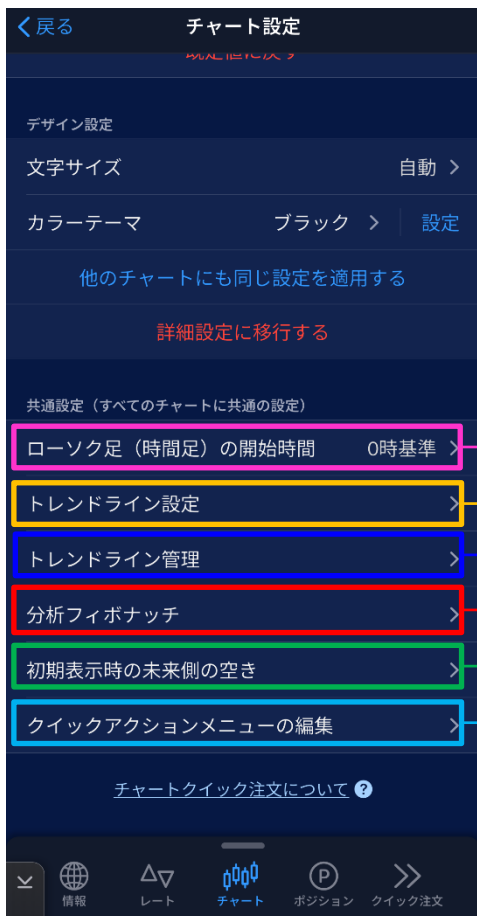 戻る
チャート設定
既定値に戻す
デザイン設定
文字サイズ 自動
カラーテーマ ブラック 設定
他のチャートにも同じ設定を適用する
詳細設定に移行する
共通設定（すべてのチャートに共通の設定）
ローソク足（時間足）の開始時間 0時基準
トレンドライン設定
トレンドライン管理
分析フィボナッチ
初期表示時の未来側の空き
クイックアクションメニューの編集
チャートクイック注文について ?
情報 レート チャート P ポジション クイック注文